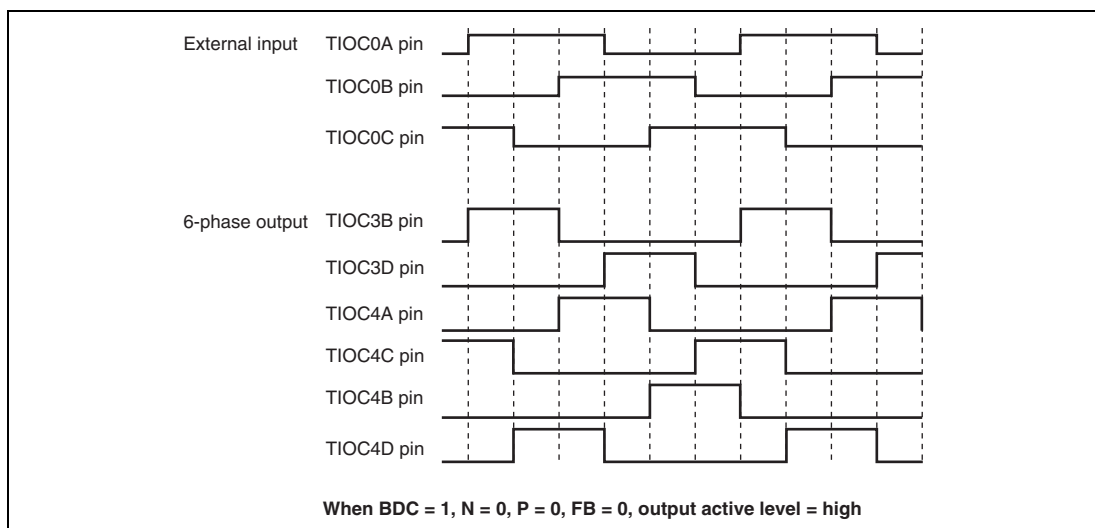 External input TIOC0A pin
TIOC0B pin
TIOC0C pin
6-phase output TIOC3B pin
TIOC3D pin
TIOC4A pin
TIOC4C pin
TIOC4B pin
TIOC4D pin
When BDC = 1, N = 0, P = 0, FB = 0, output active level = high